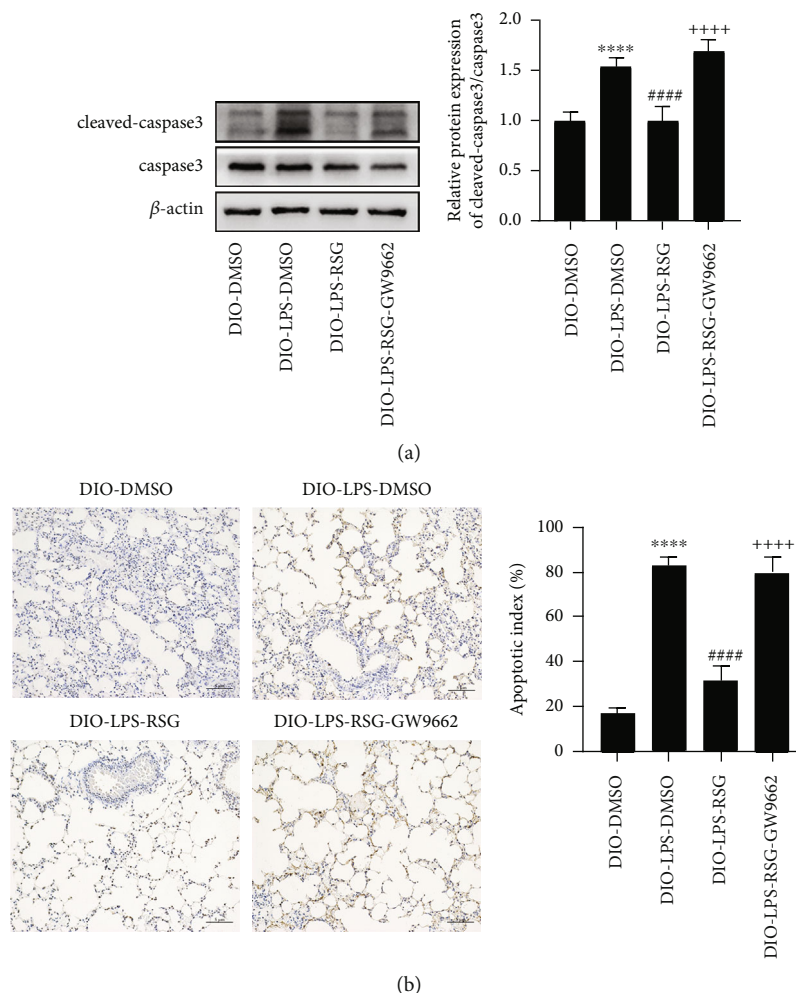 cleaved-caspase3
caspase3
β-actin
DIO-DMSO
DIO-LPS-DMSO
DIO-LPS-RSG
DIO-LPS-RSG-GW9662
Relative protein expression
of cleaved-caspase3/caspase3
2.0
1.5
1.0
0.5
0.0
****
####
++++
DIO-DMSO
DIO-LPS-DMSO
DIO-LPS-RSG
DIO-LPS-RSG-GW9662
(a)
DIO-DMSO
DIO-LPS-DMSO
DIO-LPS-RSG
DIO-LPS-RSG-GW9662
Apoptotic index (%)
100
80
60
40
20
0
****
####
++++
DIO-DMSO
DIO-LPS-DMSO
DIO-LPS-RSG
DIO-LPS-RSG-GW9662
(b)